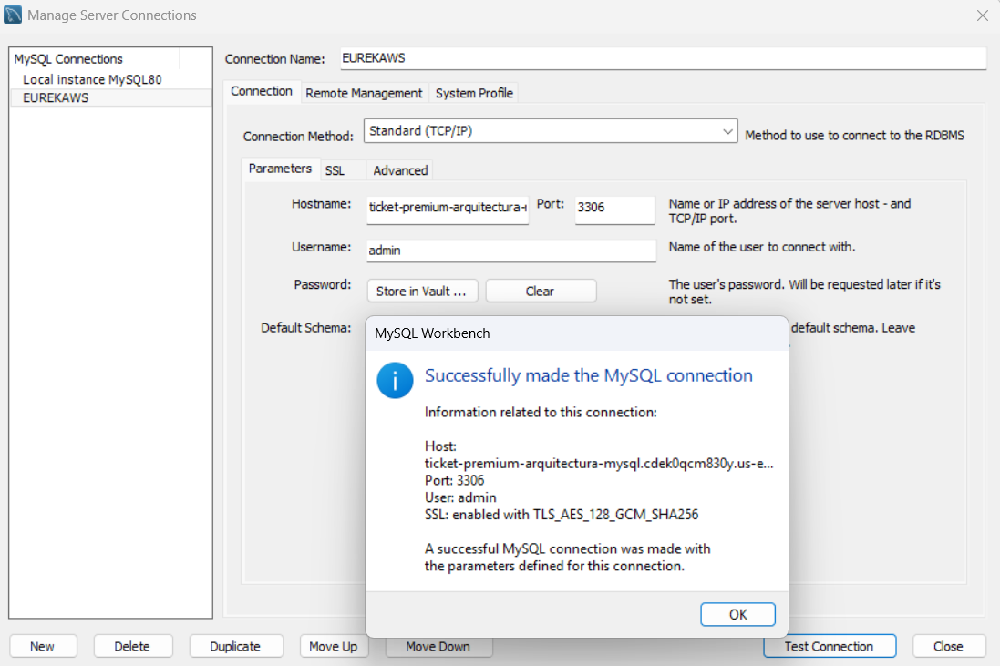 Manage Server Connections
MySQL Connections
Local instance MySQL80
EUREKAWS
Connection Name: EUREKAWS
Connection Remote Management System Profile
Connection Method: Standard (TCP/IP) Method to use to connect to the RDBMS
Parameters SSL Advanced
Hostname: ticket-premium-arquitectura- Port: 3306 Name or IP address of the server host - and
TCP/IP port.
Username: admin Name of the user to connect with.
Password: Store in Vault ... Clear The user's password. Will be requested later if it's
not set.
Default Schema: default schema. Leave
MySQL Workbench
Successfully made the MySQL connection
Information related to this connection:
Host:
ticket-premium-arquitectura-mysql.cdek0qcm830y.us-e...
Port: 3306
User: admin
SSL: enabled with TLS_AES_128_GCM_SHA256
A successful MySQL connection was made with
the parameters defined for this connection.
OK
New Delete Duplicate Move Up Move Down Test Connection Close